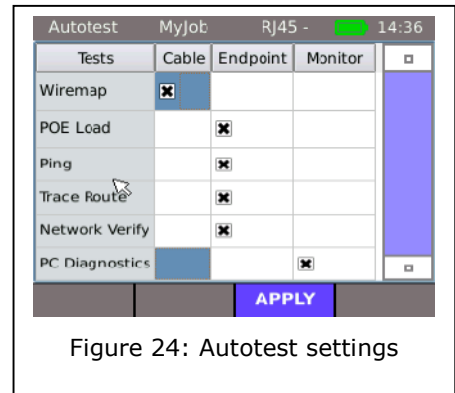 Autotest MyJob RJ45 - 14:36
Tests Cable Endpoint Monitor
Wiremap
POE Load
Ping
Trace Route
Network Verify
PC Diagnostics
APPLY
Figure 24: Autotest settings